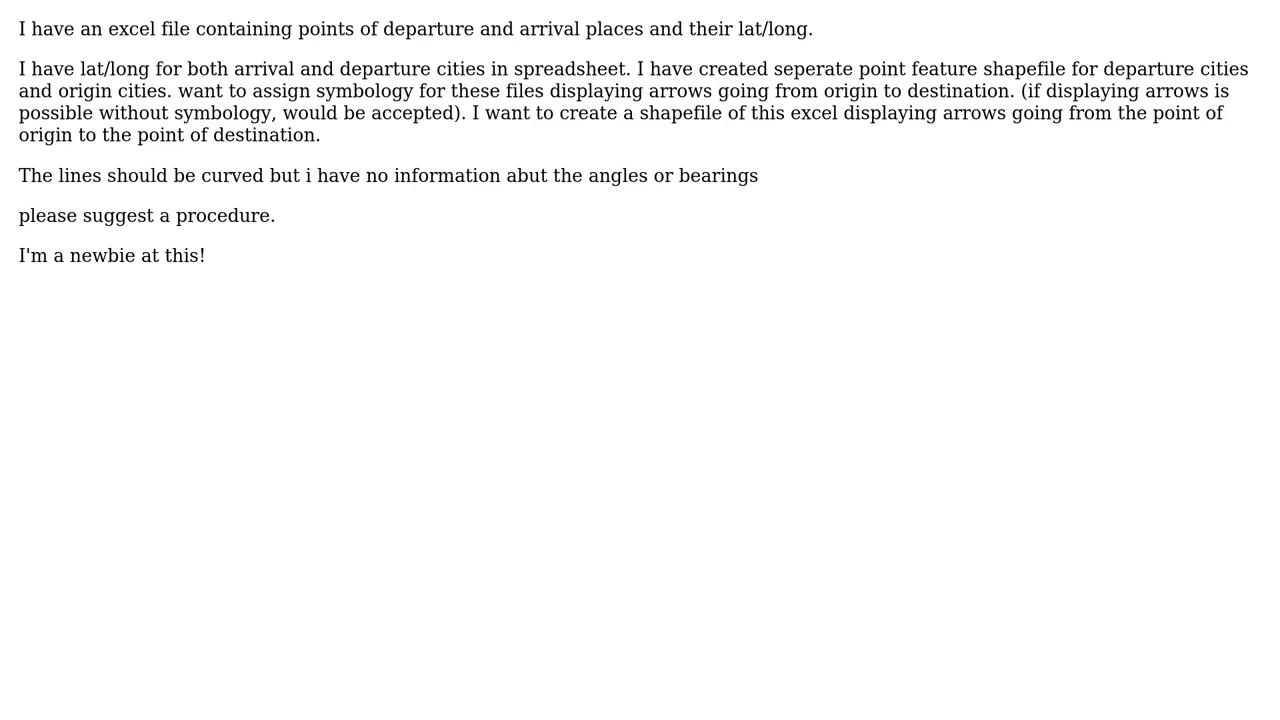 I have an excel file containing points of departure and arrival places and their lat/long.
I have lat/long for both arrival and departure cities in spreadsheet. I have created seperate point feature shapefile for departure cities
and origin cities. want to assign symbology for these files displaying arrows going from origin to destination. (if displaying arrows is
possible without symbology, would be accepted). I want to create a shapefile of this excel displaying arrows going from the point of
origin to the point of destination.
The lines should be curved but i have no information abut the angles or bearings
please suggest a procedure.
I'm a newbie at this!